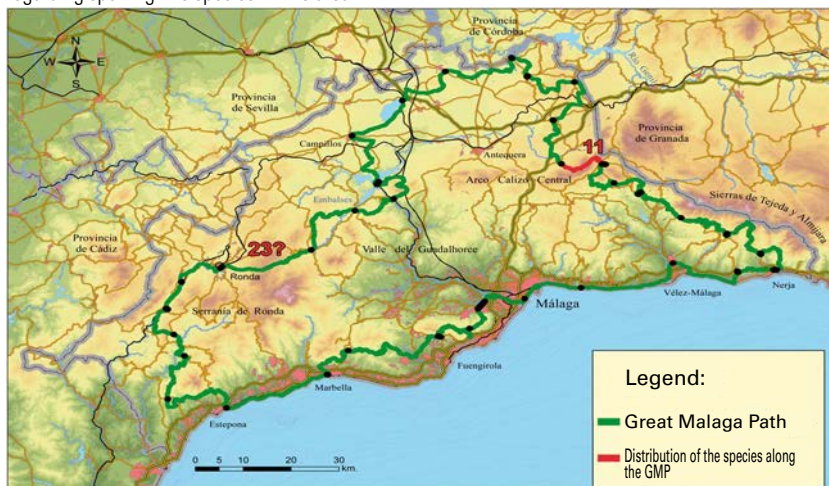 Provincia
de Córdoba
N
W E
S
Provincia
de Sevilla
Río Genil
Campillos
11
Provincia
de Granada
Antequera
Arco Calizo Central
Embalses
Sierras de Tejeda y Almijara
Provincia
de Cádiz
23?
Valle del Guadalhorce
Ronda
Nerja
Vélez-Málaga
Málaga
Serranía de Ronda
Fuengirola
Marbella
Estepona
0 5 10 20 30
km.
Legend:
Great Malaga Path
Distribution of the species along
the GMP